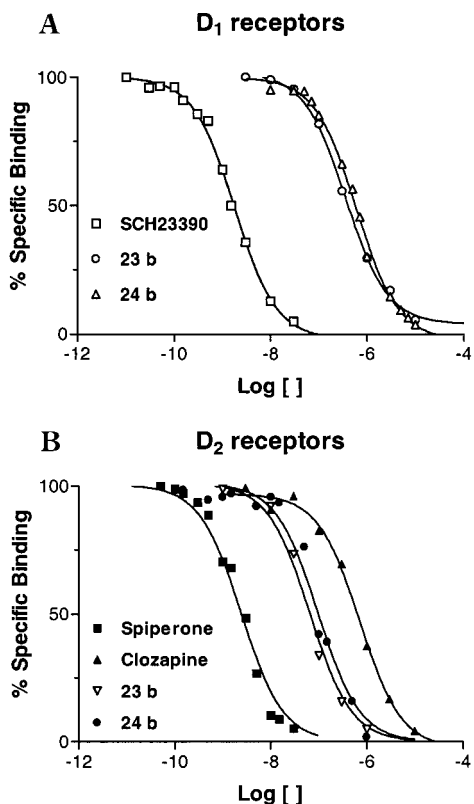 A
D1 receptors
100
50
0
% Specific Binding
SCH23390
23 b
24 b
-12 -10 -8 -6 -4
Log [ ]
B
D2 receptors
100
50
0
% Specific Binding
Spiperone
Clozapine
23 b
24 b
-12 -10 -8 -6 -4
Log [ ]